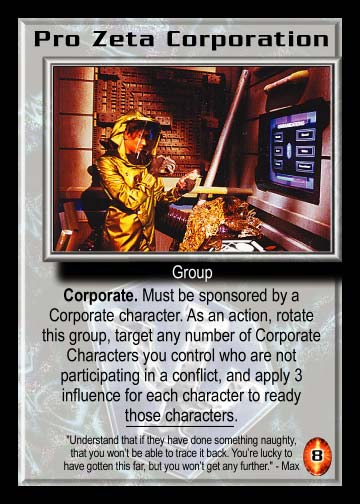 Pro Zeta Corporation
Group
Corporate. Must be sponsored by a
Corporate character. As an action, rotate
this group, target any number of Corporate
Characters you control who are not
participating in a conflict, and apply 3
influence for each character to ready
those characters.
"Understand that if they have done something naughty,
that you won't be able to trace it back. You're lucky to
have gotten this far, but you won't get any further." - Max
8